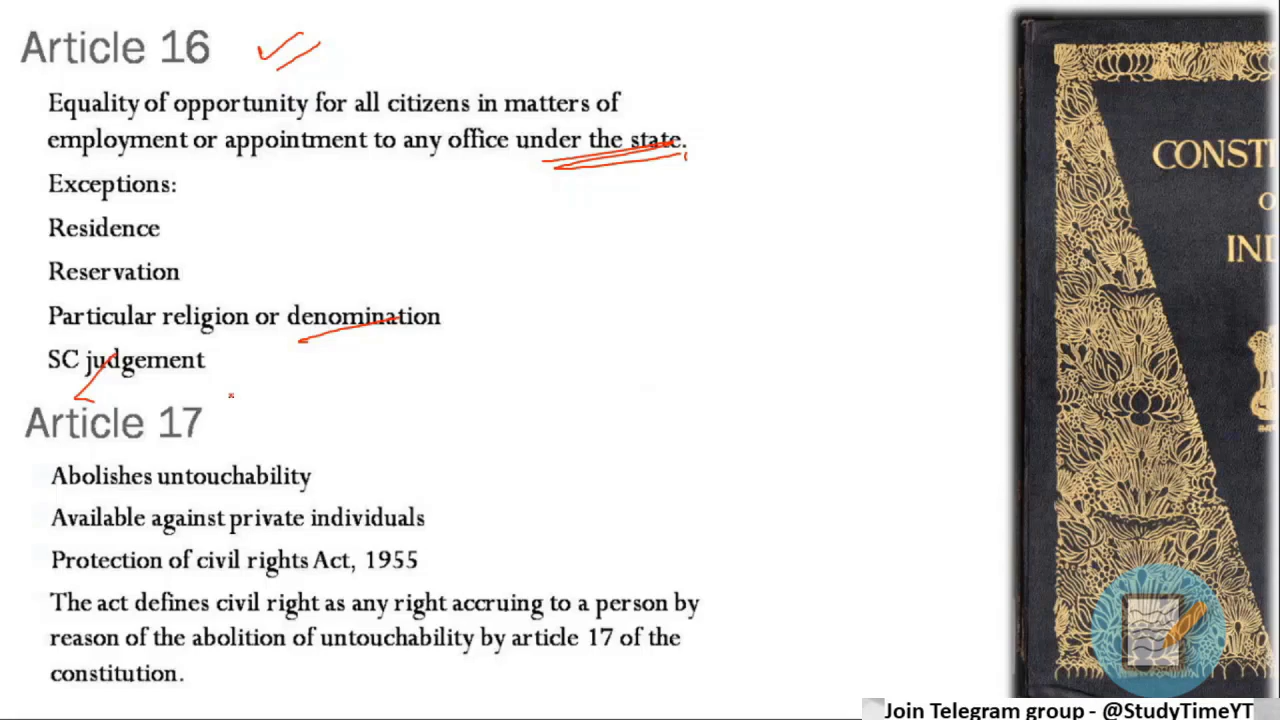 Article 16
Equality of opportunity for all citizens in matters of
employment or appointment to any office under the state.
Exceptions:
Residence
Reservation
Particular religion or denomination
SC judgement
Article 17
Abolishes untouchability
Available against private individuals
Protection of civil rights Act, 1955
The act defines civil right as any right accruing to a person by
reason of the abolition of untouchability by article 17 of the
constitution.
CONSTI
O
IND
Join Telegram group - @StudyTimeYT